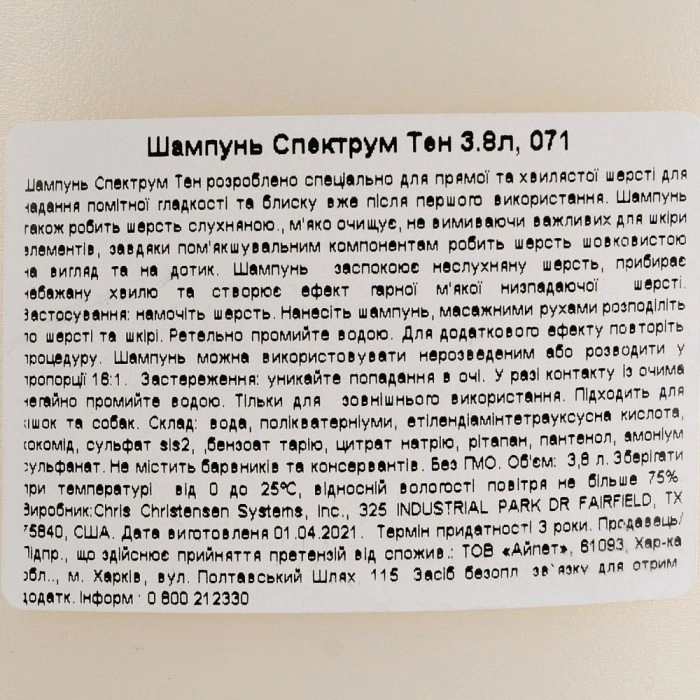 Шампунь Спектрум Тен 3.8л, 071
Шампунь Спектрум Тен розроблено спеціально для прямої та хвилястої шерсті для
надання помітної гладкості та блиску вже після першого використання. Шампунь
також робить шерсть слухняною., м'яко очищує, не вимиваючи важливих для шкіри
елементів, завдяки пом'якшувальним компонентам робить шерсть шовковистою
на вигляд та на дотик. Шампунь заспокоює неслухняну шерсть, прибирає
небажану хвилю та створює ефект гарної м'якої низпадаючої шерсті.
Застосування: намочіть шерсть. Нанесіть шампунь, масажними рухами розподіліть
по шерсті та шкірі. Ретельно промийте водою. Для додаткового ефекту повторіть
процедуру. Шампунь можна використовувати нерозведеним або розводити у
пропорції 16:1. Застереження: уникайте попадання в очі. У разі контакту із очима
негайно промийте водою. Тільки для зовнішнього використання. Підходить для
кішок та собак. Склад: вода, полікватерніуми, етілендіамінтетрауксусна кислота,
кокомід, сульфат sls2, ,бензоат тарію, цитрат натрію, рітапан, пантенол, амоніум
сульфанат. Не містить барвників та консервантів. Без ГМО. Об'єм: 3,8 л. Зберігати
при температурі від 0 до 25°С, відносній вологості повітря не більше 75%.
Виробник:Chris Christensen Systems, Inc., 325 INDUSTRIAL PARK DR FAIRFIELD, TX
75840, США. Дата виготовленя 01.04.2021. Термін придатності 3 роки. Продавець/
Підпр., що здійснює прийняття претензій від спожив.: ТОВ «Айпет», 61093, Хар-ка
обл.., м. Харків, вул. Полтавський Шлях, 115 Засіб безопл зв`язку для отрим
додатк. Інформ : 0 800 212330